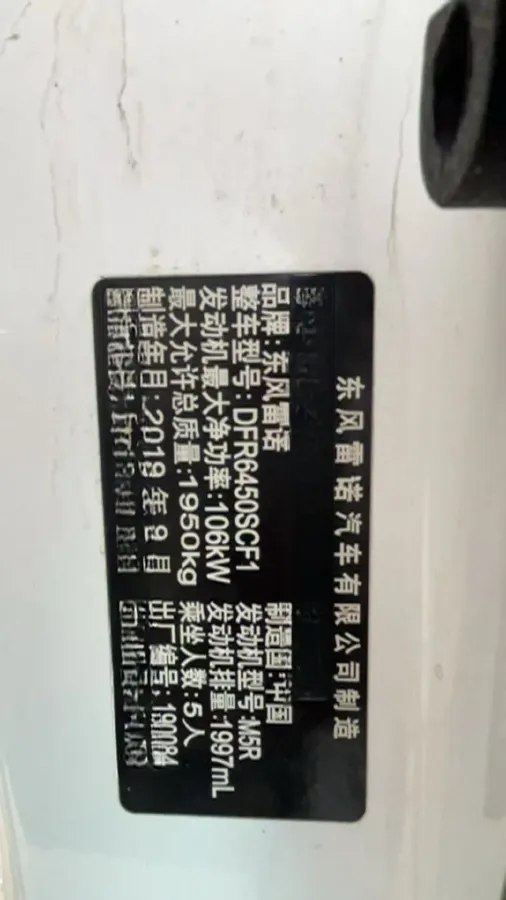 东风雷诺汽车有限公司制造
品牌:东风雷诺 制造国:中国
整车型号:DFR6450SCF1 发动机型号:M5R
发动机最大净功率:106kW 发动机排量:1997mL
最大允许总质量:1950kg 乘坐人数:5人
制造年月:2019年9月 出厂编号:190084